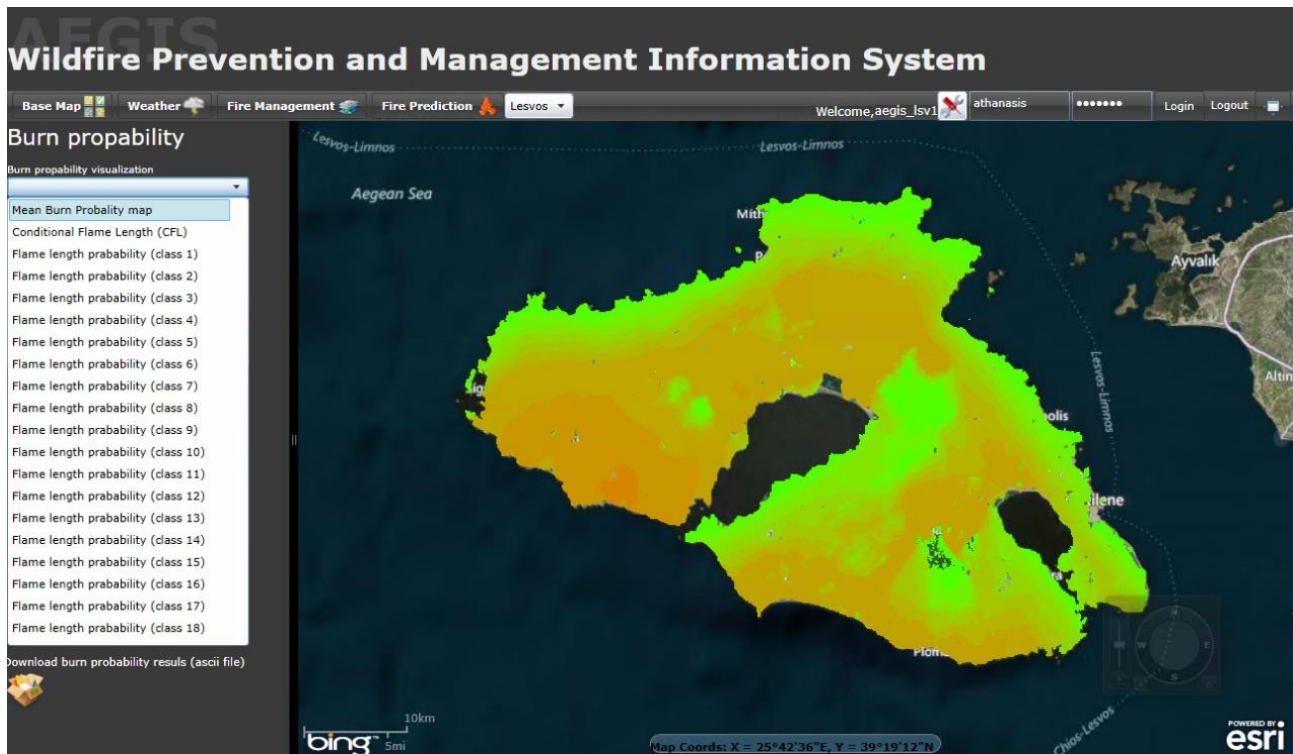 AEGIS
Wildfire Prevention and Management Information System
Base Map Weather Fire Management Fire Prediction Lesvos Welcome,aegis_lsv1 athanasis ••••••• Login Logout
Burn propability
Burn propability visualization
Mean Burn Probality map
Conditional Flame Length (CFL)
Flame length prabability (class 1)
Flame length prabability (class 2)
Flame length prabability (class 3)
Flame length prabability (class 4)
Flame length prabability (class 5)
Flame length prabability (class 6)
Flame length prabability (class 7)
Flame length prabability (class 8)
Flame length prabability (class 9)
Flame length prabability (class 10)
Flame length prabability (class 11)
Flame length prabability (class 12)
Flame length prabability (class 13)
Flame length prabability (class 14)
Flame length prabability (class 15)
Flame length prabability (class 16)
Flame length prabability (class 17)
Flame length prabability (class 18)
Download burn probability resuls (ascii file)
Lesvos-Limnos
Lesvos-Limnos
Aegean Sea
Mith
Ayvalık
Altin
Lesvos-Limnos
olis
ilene
Sig
ra
Plom
N
W E
S
Chios-Lesvos
10km
5mi
bing
Map Coords: X = 25°42'36"E, Y = 39°19'12"N
POWERED BY
esri